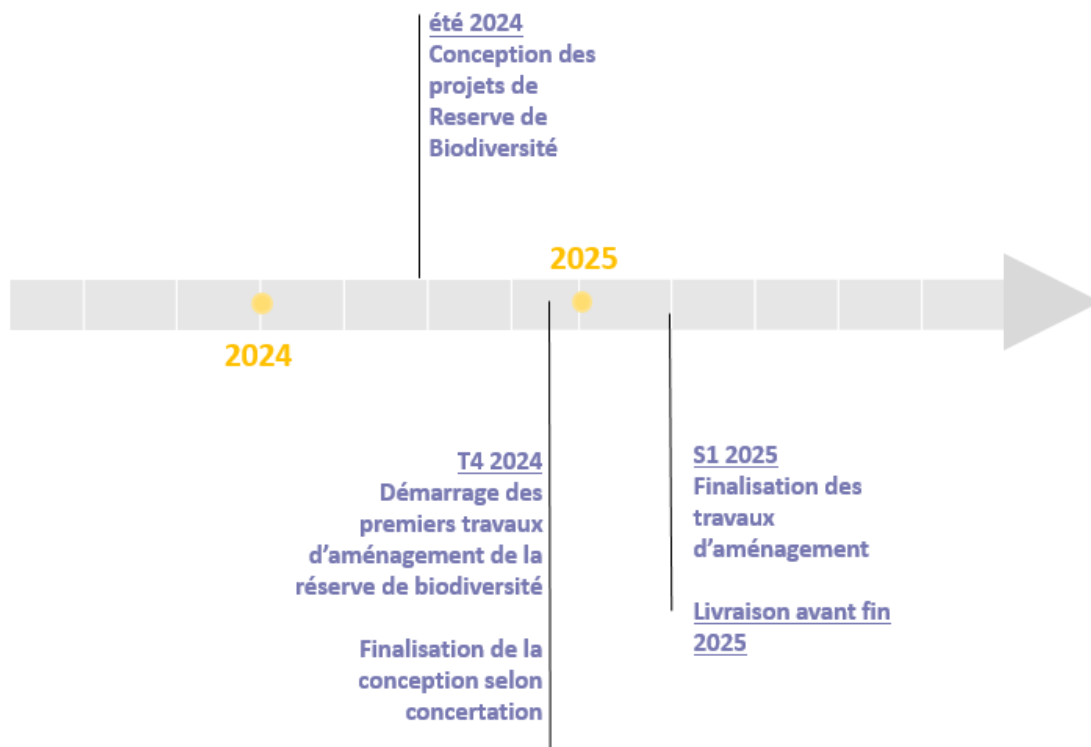 été 2024
Conception des
projets de
Reserve de
Biodiversité
2025
2024
T4 2024
Démarrage des
premiers travaux
d’aménagement de la
réserve de biodiversité
Finalisation de la
conception selon
concertation
S1 2025
Finalisation des
travaux
d’aménagement
Livraison avant fin
2025